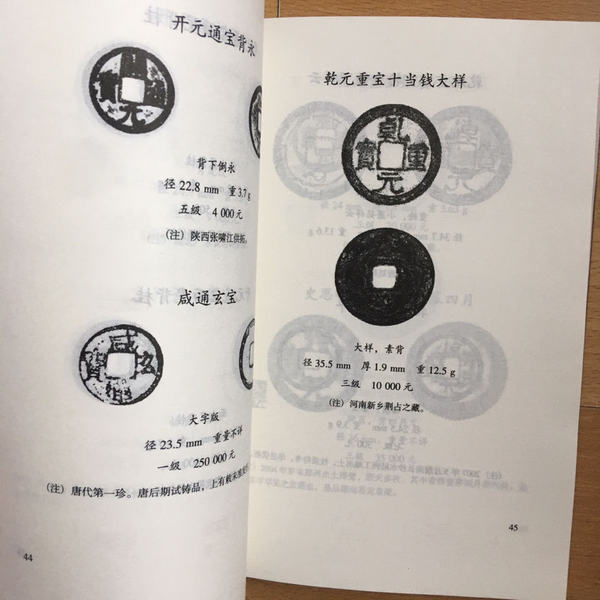 开元通宝背永
背下倒永
径 22.8 mm 重 3.7 g
五级 4 000 元
（注）陕西张啸江供拓。
咸通玄宝
大字版
径 23.5 mm 重量不详
一级 250 000 元
（注）唐代第一珍。唐后期试铸品，上有
44
乾元重宝十当钱大样
乾元重寶
大样，素背
径 35.5 mm 厚 1.9 mm 重 12.5 g
三级 10 000 元
（注）河南新乡荆占之藏。
45